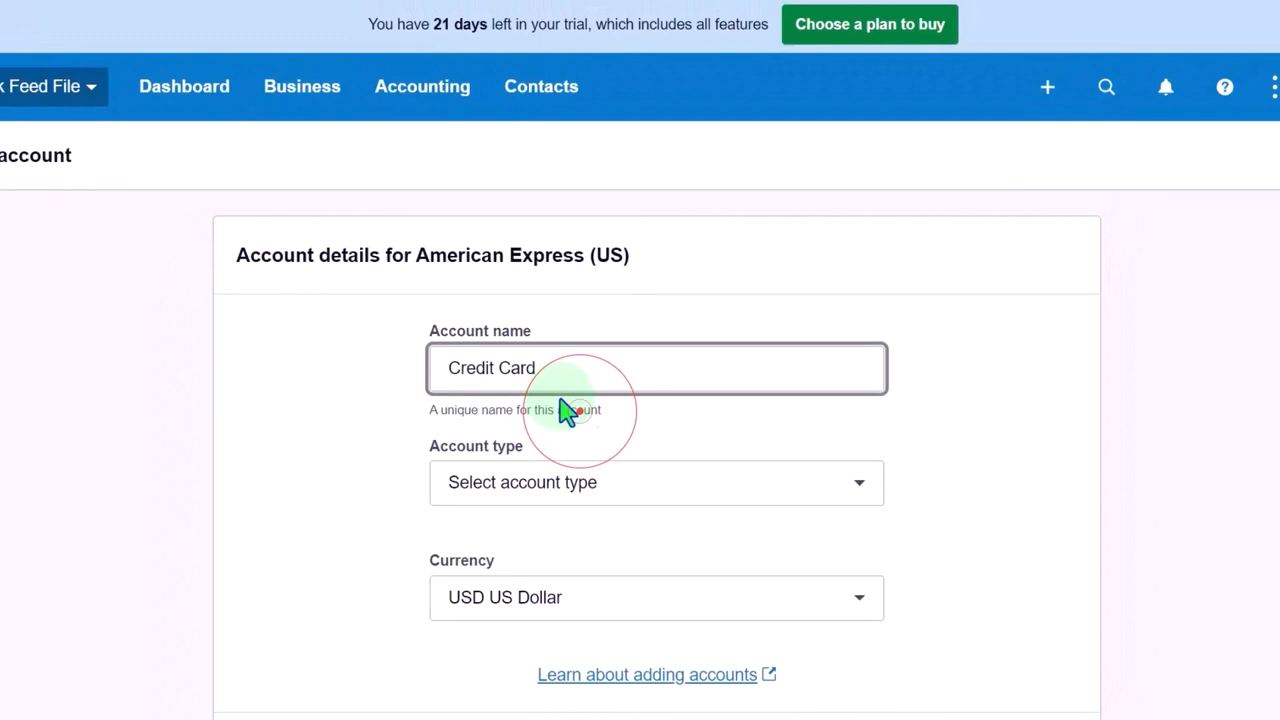 You have 21 days left in your trial, which includes all features Choose a plan to buy
k Feed File Dashboard Business Accounting Contacts
account
Account details for American Express (US)
Account name
Credit Card
A unique name for this account
Account type
Select account type
Currency
USD US Dollar
Learn about adding accounts